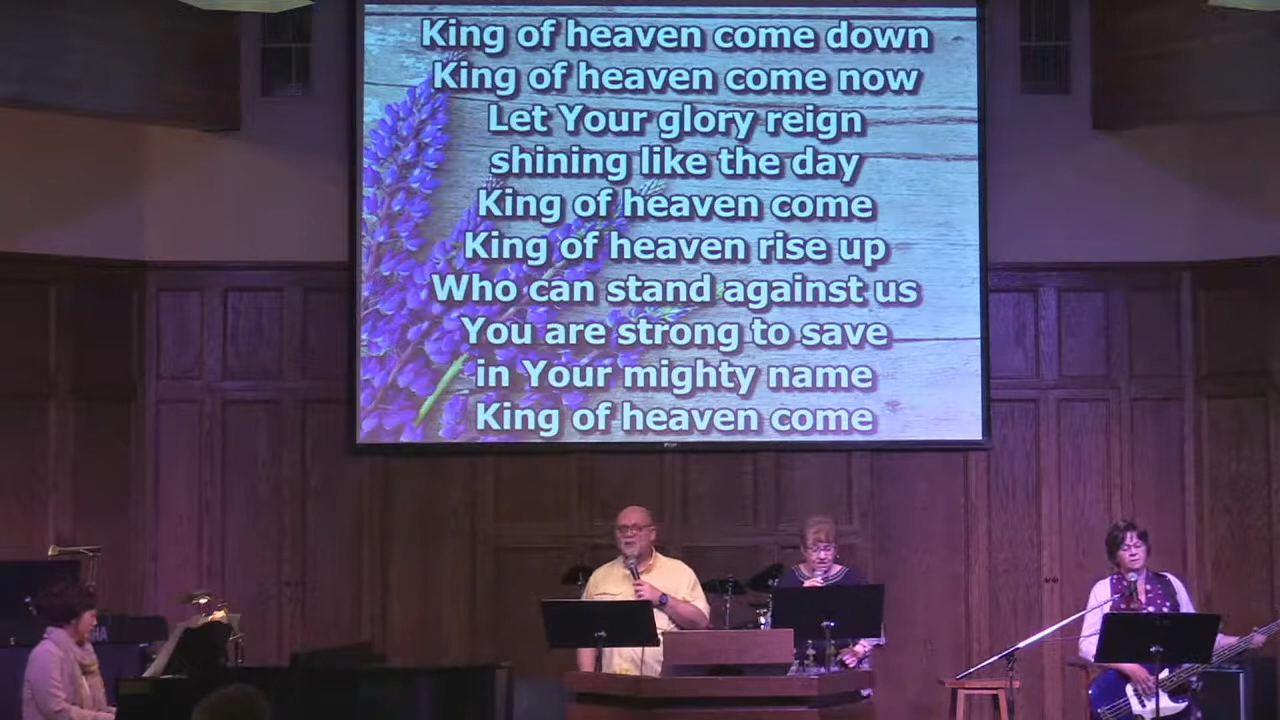 King of heaven come down
King of heaven come now
Let Your glory reign
shining like the day
King of heaven come
King of heaven rise up
Who can stand against us
You are strong to save
in Your mighty name
King of heaven come